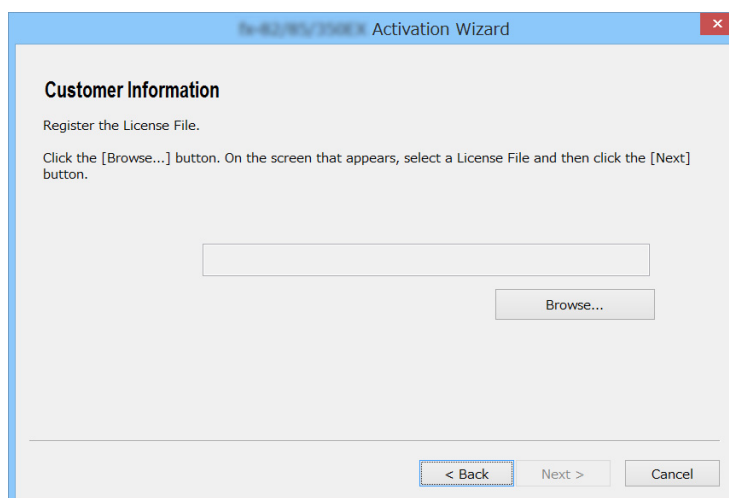 Activation Wizard
Customer Information
Register the License File.
Click the [Browse...] button. On the screen that appears, select a License File and then click the [Next]
button.
Browse...
< Back
Next >
Cancel